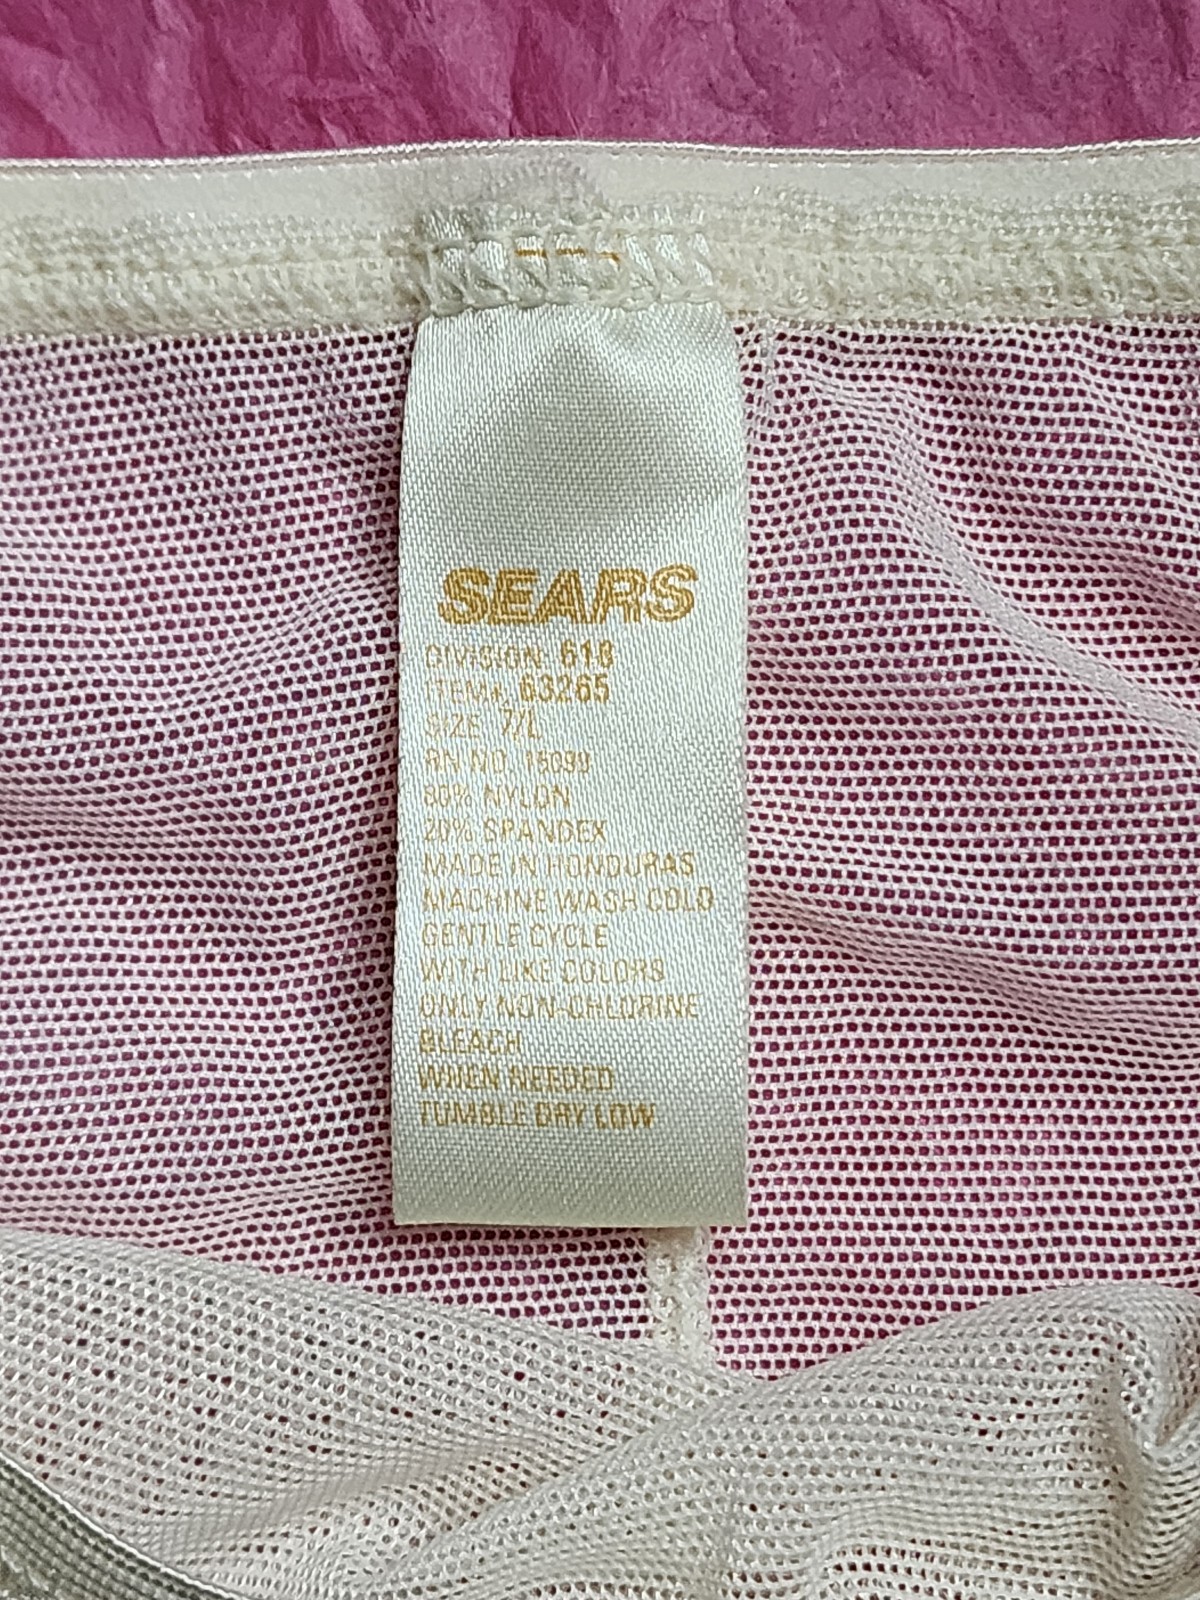 SEARS
DIVISION 618
ITEM# 63265
SIZE 7/L
RN NO. 15099
80% NYLON
20% SPANDEX
MADE IN HONDURAS
MACHINE WASH COLD
GENTLE CYCLE
WITH LIKE COLORS
ONLY NON-CHLORINE
BLEACH
WHEN NEEDED
TUMBLE DRY LOW